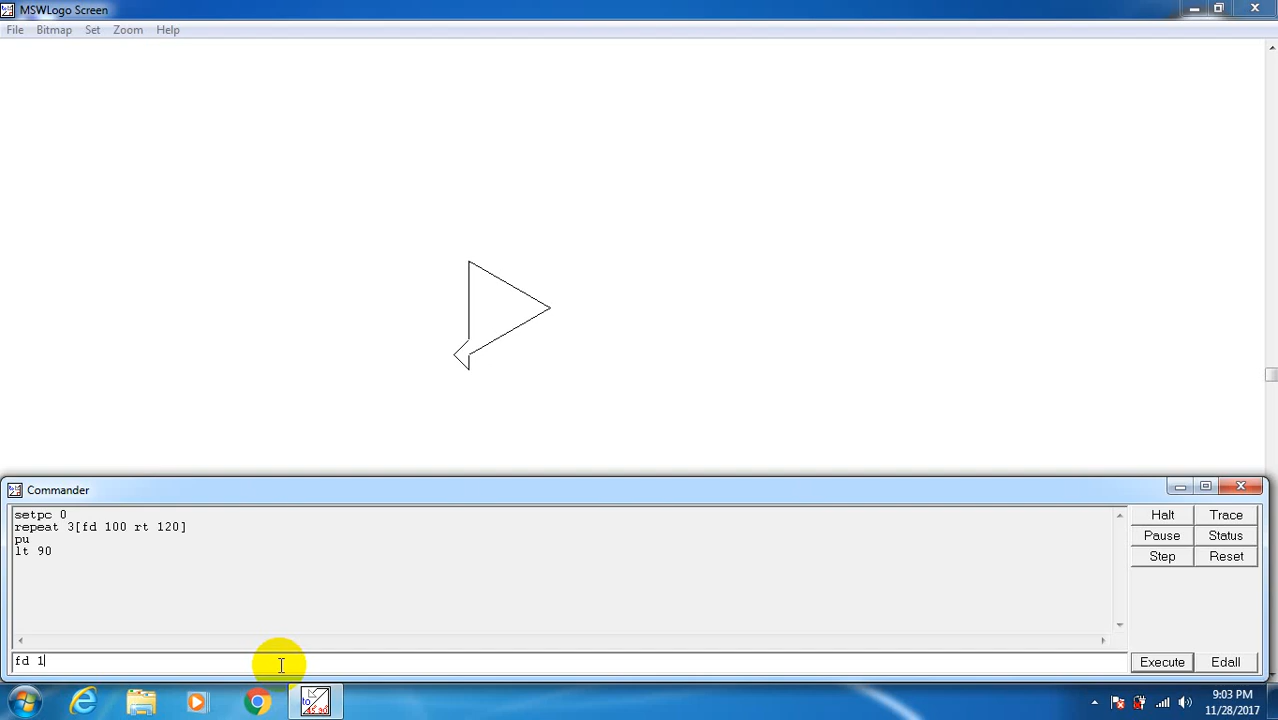 MSWLogo Screen
File Bitmap Set Zoom Help
Commander
setpc 0
repeat 3[fd 100 rt 120]
pu
lt 90
Halt Trace
Pause Status
Step Reset
fd 1
Execute Edall
9:03 PM
11/28/2017